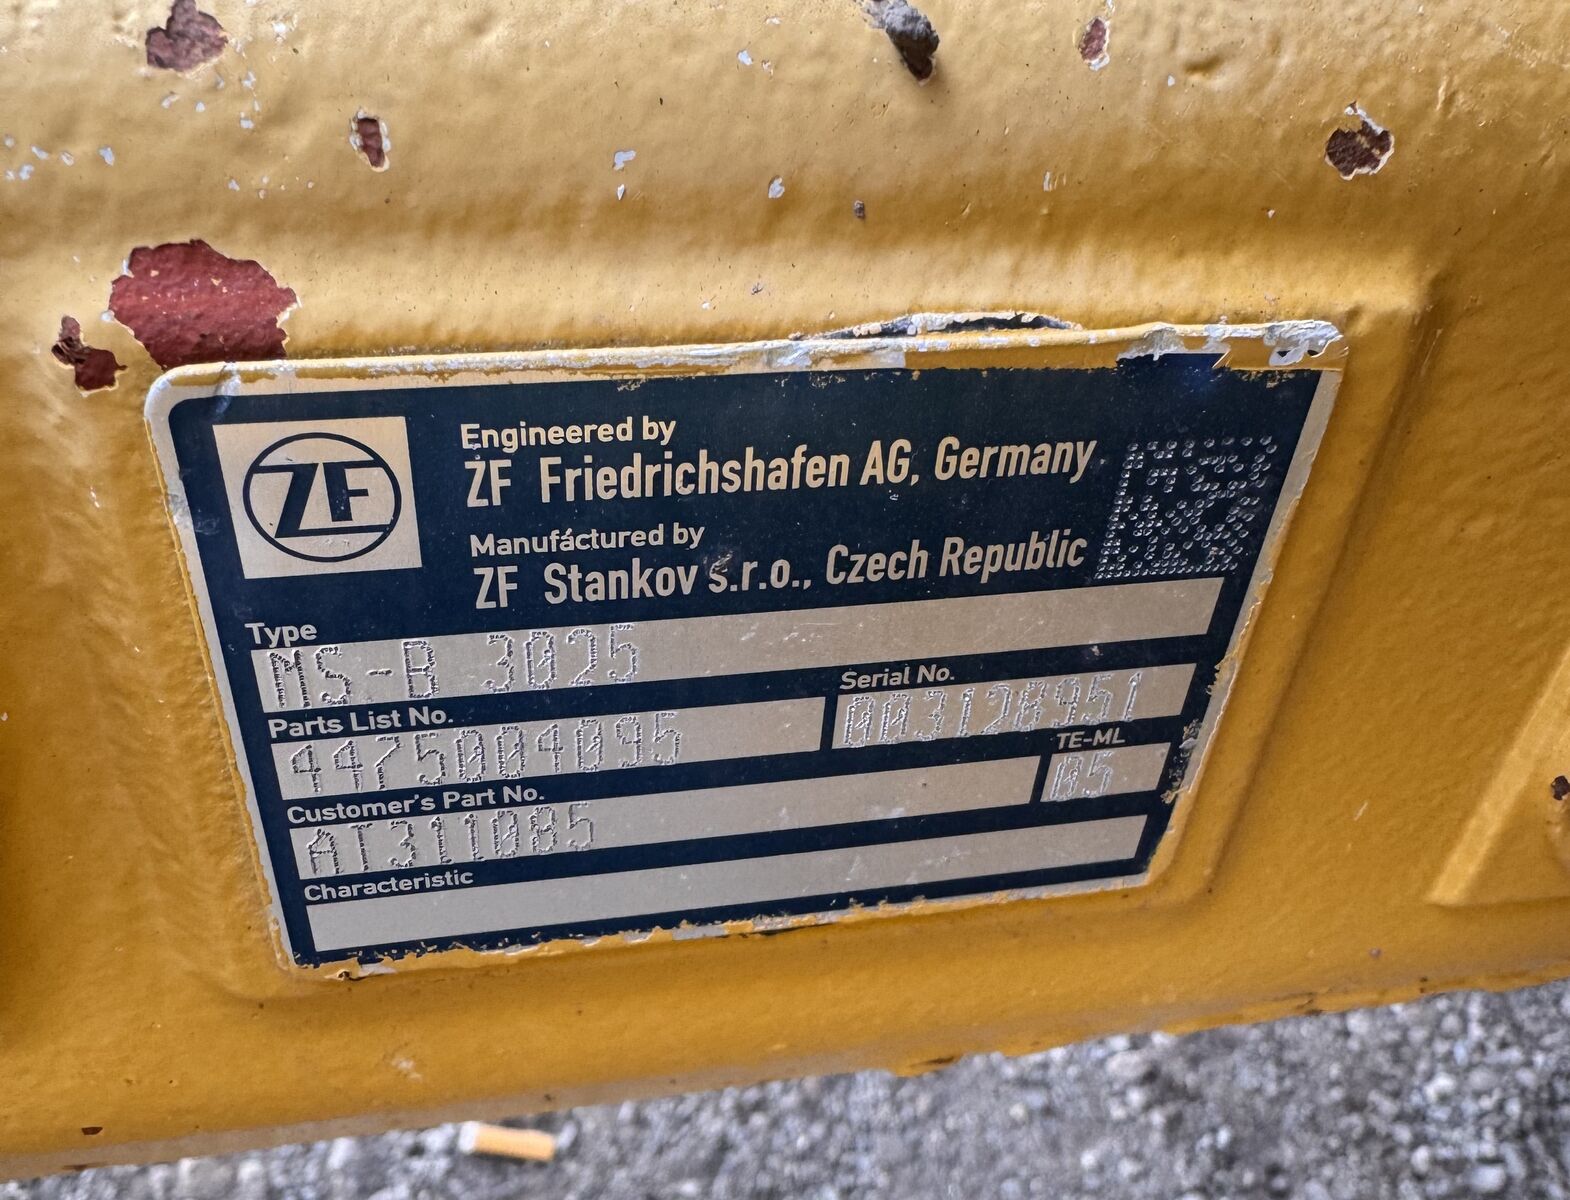 ZF
Engineered by
ZF Friedrichshafen AG, Germany
Manufactured by
ZF Stankov s.r.o., Czech Republic
Type
MS-B 3025
Parts List No.
4475004095
Serial No.
003128951
Customer's Part No.
AT311085
TE-ML
05
Characteristic